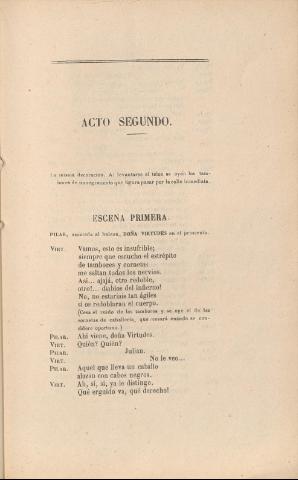 ACTO SEGUNDO.
La misma decoracion. Al levantarse el telon se oyen los tam-
bores de un regimiento que figura pasar por la calle inmediata.
ESCENA PRIMERA.
PILAR, asomada al balcon, DOÑA VIRTUDES en el proscenio.
VIRT. Vamos, esto es insufrible;
siempre que escucho el estrépito
de tambores y cornetas
me saltan todos los nervios.
Así... ajajá, otro redoble,
otro!... diablos del infierno!
No, no estariais tan ágiles
si os redoblaran el cuerpo.
(Cesa el ruido de los tambores y se oye el de las
cornetas de caballería, que cesará cuando se con-
sidere oportuno.)
PILAR. Ahí viene, doña Virtudes.
VIRT. Quién? Quién?
PILAR. Julian.
VIRT. No le veo...
PILAR. Aquel que lleva un caballo
alazan con cabos negros.
VIRT. Ah, sí, sí, ya le distingo,
Qué erguido va, qué derecho!